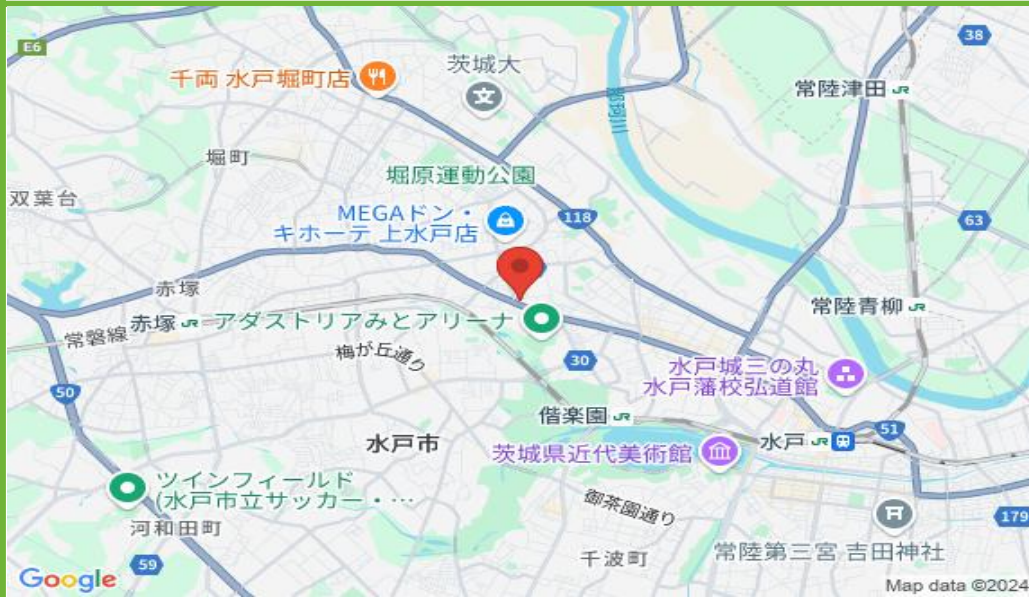 E6
38
千両 水戸堀町店
茨城大
文
常陸津田 JR
那珂川
堀町
堀原運動公園
双葉台
MEGAドン・
キホーテ 上水戸店
118
63
赤塚
常陸青柳 JR
赤塚 JR
アダストリアみとアリーナ
常磐線
梅が丘通り
30
水戸城三の丸
水戸藩校弘道館
50
偕楽園 JR
51
水戸市
茨城県近代美術館
水戸 JR
ツインフィールド
(水戸市立サッカー・…
御茶園通り
179
河和田町
千波町
常陸第三宮 吉田神社
59
Google
Map data ©2024